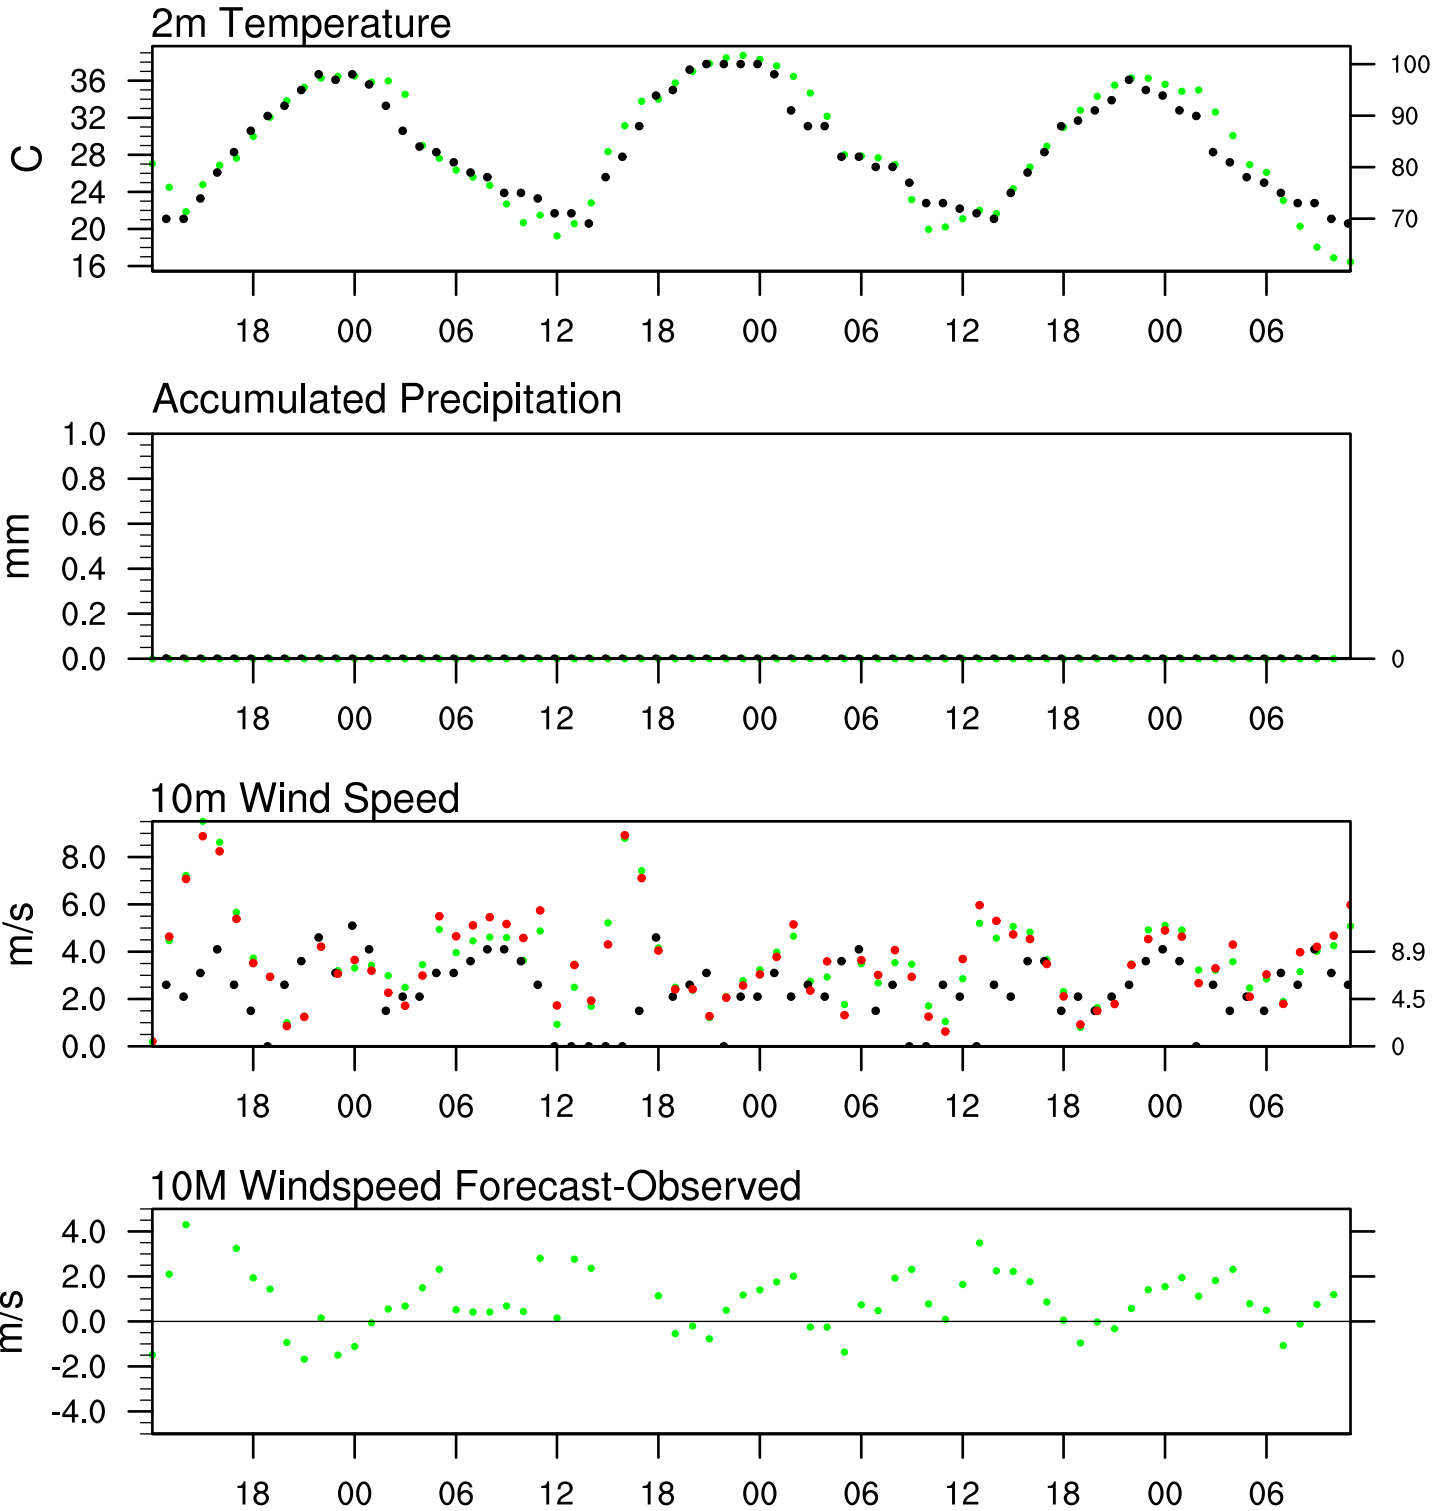 2m Temperature
C
36
32
28
24
20
16
100
90
80
70
18 00 06 12 18 00 06 12 18 00 06
Accumulated Precipitation
mm
1.0
0.8
0.6
0.4
0.2
0.0
0
18 00 06 12 18 00 06 12 18 00 06
10m Wind Speed
m/s
8.0
6.0
4.0
2.0
0.0
8.9
4.5
0
18 00 06 12 18 00 06 12 18 00 06
10M Windspeed Forecast-Observed
m/s
4.0
2.0
0.0
-2.0
-4.0
18 00 06 12 18 00 06 12 18 00 06